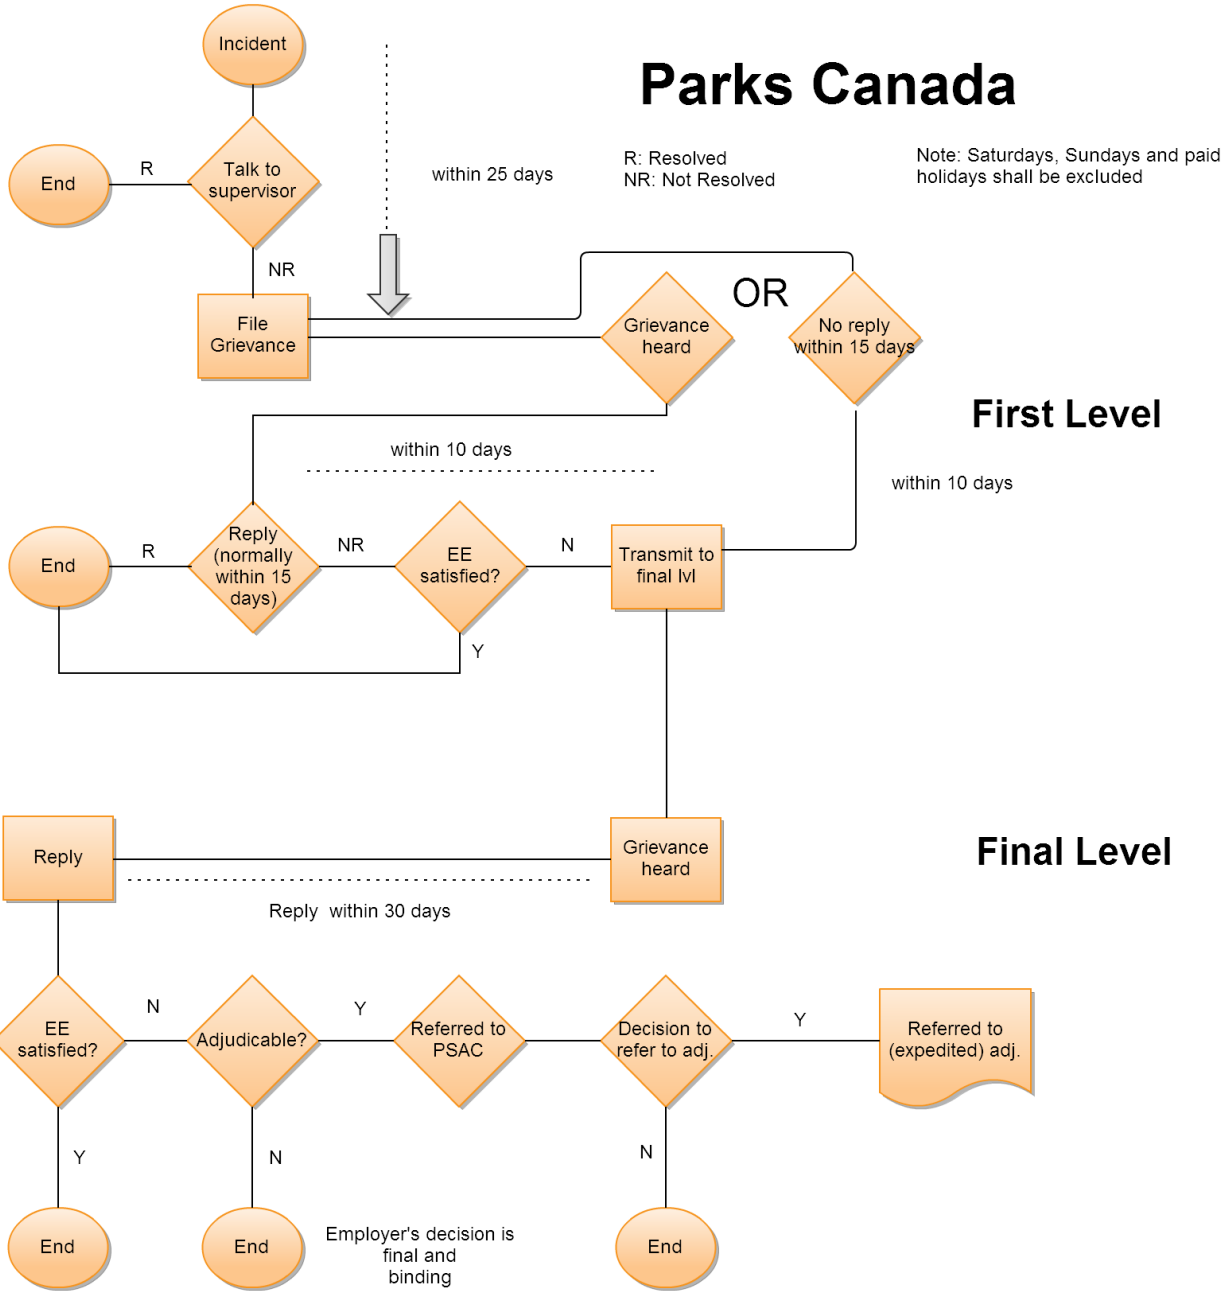 Incident
Parks Canada
R: Resolved
NR: Not Resolved
Note: Saturdays, Sundays and paid
holidays shall be excluded
within 25 days
End
R
Talk to
supervisor
NR
File
Grievance
Grievance
heard
OR
No reply
within 15 days
First Level
within 10 days
within 10 days
End
R
Reply
(normally
within 15
days)
NR
EE
satisfied?
N
Transmit to
final lvl
Y
Reply
Grievance
heard
Final Level
Reply  within 30 days
EE
satisfied?
N
Adjudicable?
Y
Referred to
PSAC
Decision to
refer to adj.
Y
Referred to
(expedited) adj.
Y
N
N
End
End
Employer's decision is
final and
binding
End